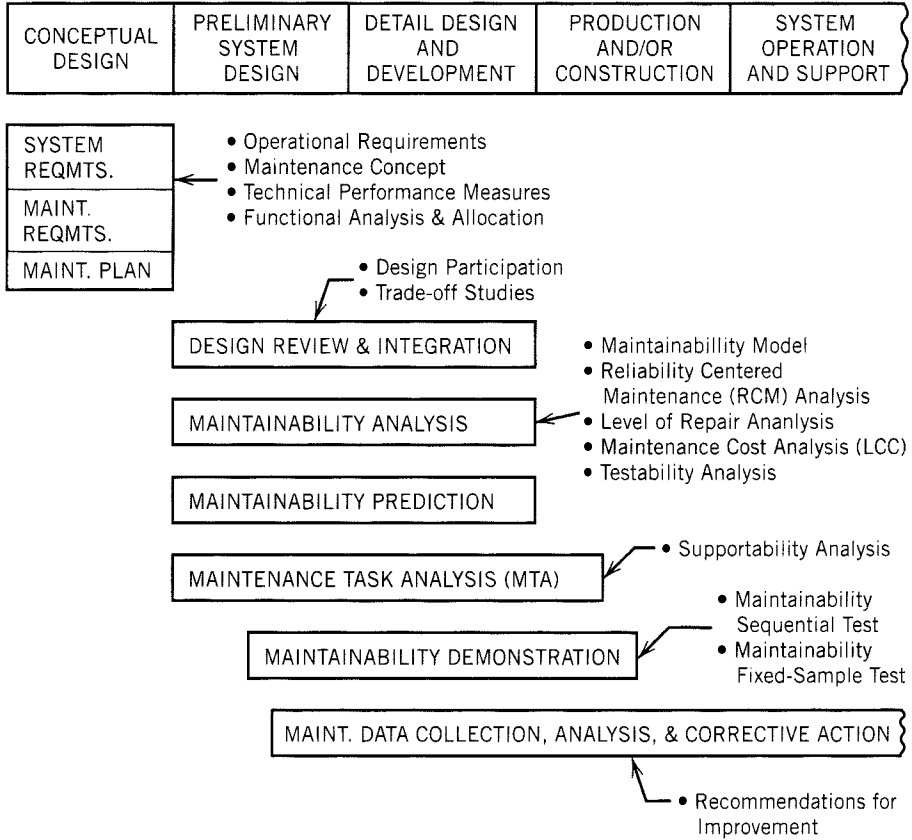 CONCEPTUAL
DESIGN
PRELIMINARY
SYSTEM
DESIGN
DETAIL DESIGN
AND
DEVELOPMENT
PRODUCTION
AND/OR
CONSTRUCTION
SYSTEM
OPERATION
AND SUPPORT
SYSTEM
REQMTS.
MAINT.
REQMTS.
MAINT. PLAN
• Operational Requirements
• Maintenance Concept
• Technical Performance Measures
• Functional Analysis & Allocation
• Design Participation
• Trade-off Studies
DESIGN REVIEW & INTEGRATION
• Maintainabillity Model
• Reliability Centered
Maintenance (RCM) Analysis
• Level of Repair Ananlysis
• Maintenance Cost Analysis (LCC)
• Testability Analysis
MAINTAINABILITY ANALYSIS
MAINTAINABILITY PREDICTION
MAINTENANCE TASK ANALYSIS (MTA)
• Supportability Analysis
• Maintainability
Sequential Test
• Maintainability
Fixed-Sample Test
MAINTAINABILITY DEMONSTRATION
MAINT. DATA COLLECTION, ANALYSIS, & CORRECTIVE ACTION
• Recommendations for
Improvement